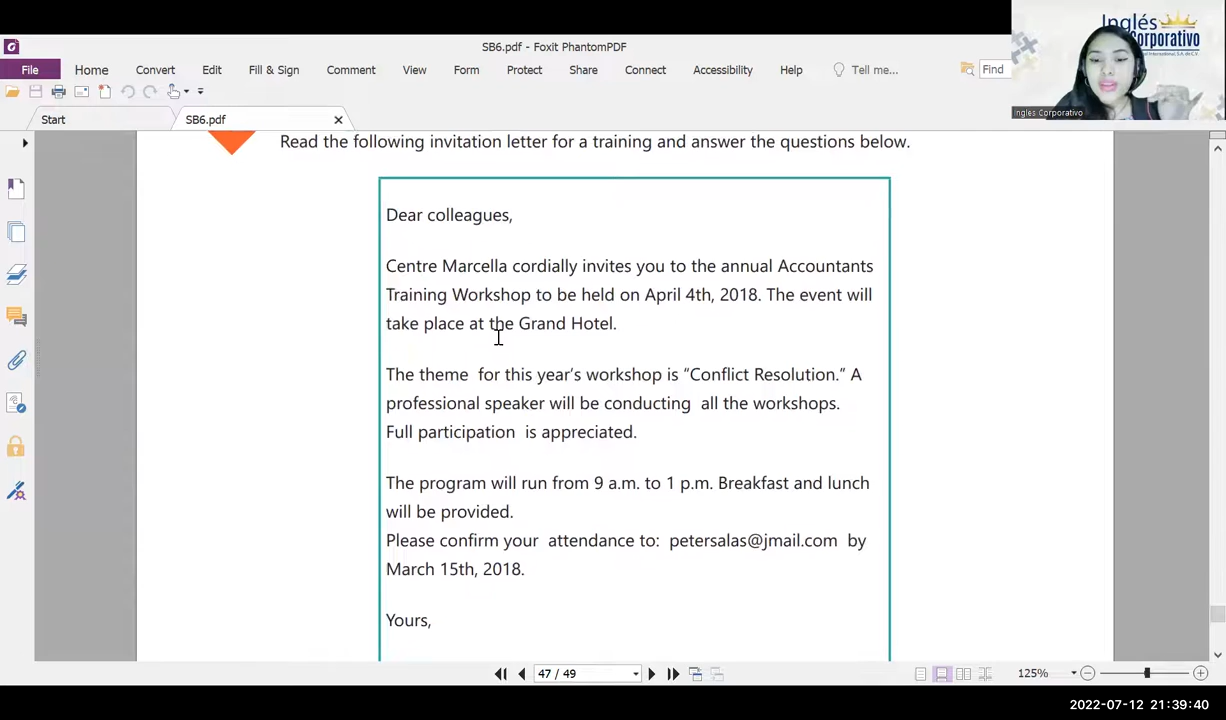 Inglés
Corporativo
SB6.pdf - Foxit PhantomPDF
File Home Convert Edit Fill & Sign Comment View Form Protect Share Connect Accessibility Help Tell me... Find
Inglés Corporativo
Start SB6.pdf
Read the following invitation letter for a training and answer the questions below.
Dear colleagues,
Centre Marcella cordially invites you to the annual Accountants
Training Workshop to be held on April 4th, 2018. The event will
take place at the Grand Hotel.
The theme for this year's workshop is “Conflict Resolution.” A
professional speaker will be conducting all the workshops.
Full participation is appreciated.
The program will run from 9 a.m. to 1 p.m. Breakfast and lunch
will be provided.
Please confirm your attendance to: petersalas@jmail.com by
March 15th, 2018.
Yours,
47 / 49
125%
2022-07-12 21:39:40